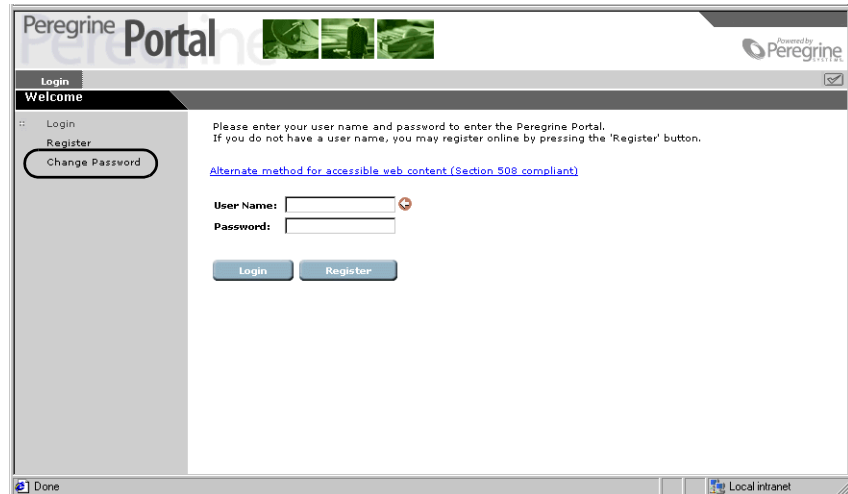 Peregrine Portal
Powered by
Peregrine
SYSTEMS
Login
Welcome
Login
Register
Change Password
Please enter your user name and password to enter the Peregrine Portal.
If you do not have a user name, you may register online by pressing the 'Register' button.
Alternate method for accessible web content (Section 508 compliant)
User Name:
Password:
Login Register
Done Local intranet